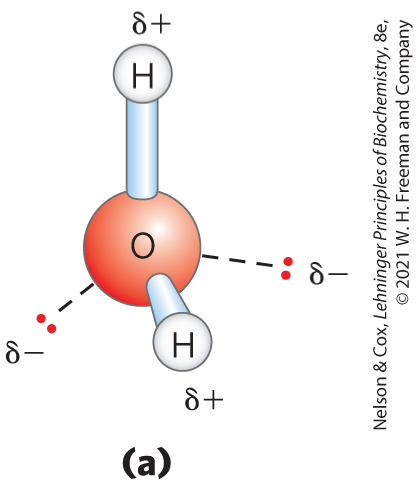 δ+
H
O
δ−
H
δ−
δ+
(a)
Nelson & Cox, Lehninger Principles of Biochemistry, 8e,
© 2021 W. H. Freeman and Company